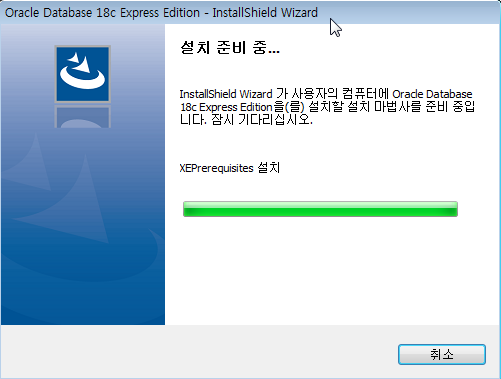 Oracle Database 18c Express Edition - InstallShield Wizard
설치 준비 중...
InstallShield Wizard 가 사용자의 컴퓨터에 Oracle Database
18c Express Edition을(를) 설치할 설치 마법사를 준비 중입
니다. 잠시 기다리십시오.
XEPrerequisites 설치
취소